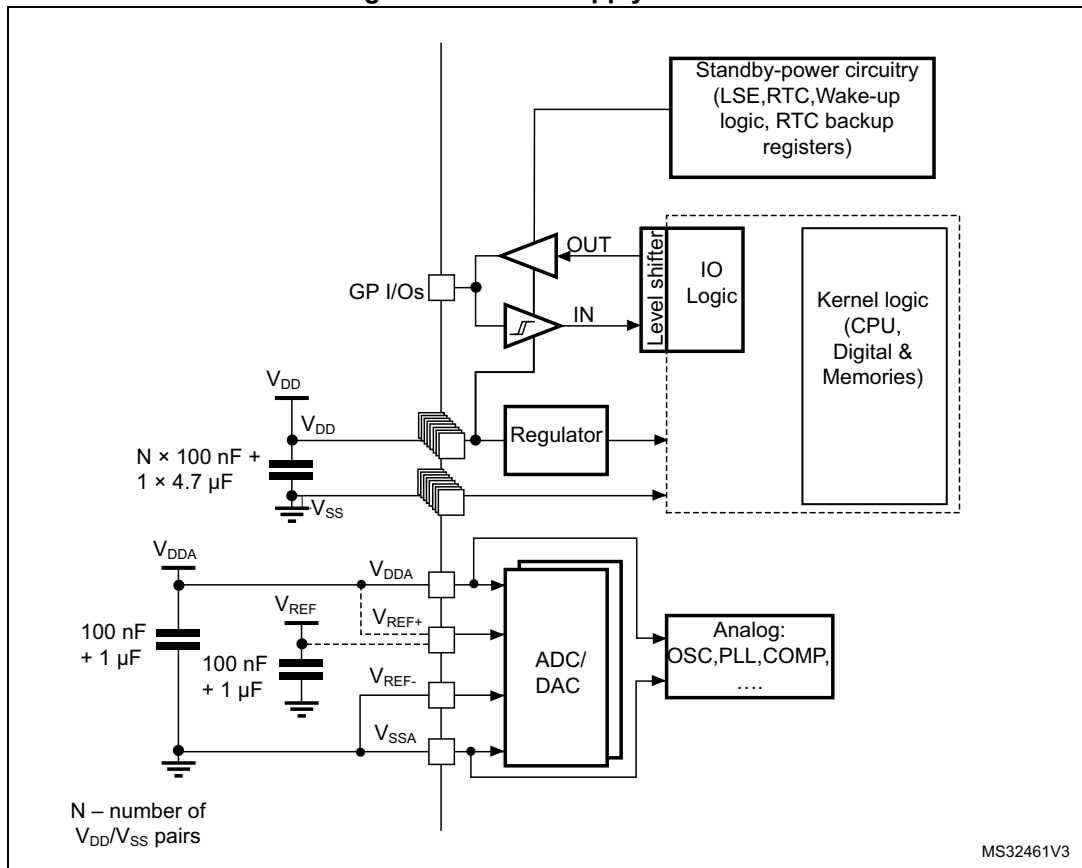 Standby-power circuitry
(LSE,RTC,Wake-up
logic, RTC backup
registers)
OUT
GP I/Os
IN
Level shifter
IO
Logic
Kernel logic
(CPU,
Digital &
Memories)
VDD
VDD
Regulator
N × 100 nF +
1 × 4.7 µF
VSS
VDDA
VDDA
VREF
VREF+
100 nF
+ 1 µF
100 nF
+ 1 µF
VREF-
VSSA
ADC/
DAC
Analog:
OSC,PLL,COMP,
....
N – number of
VDD/VSS pairs
MS32461V3